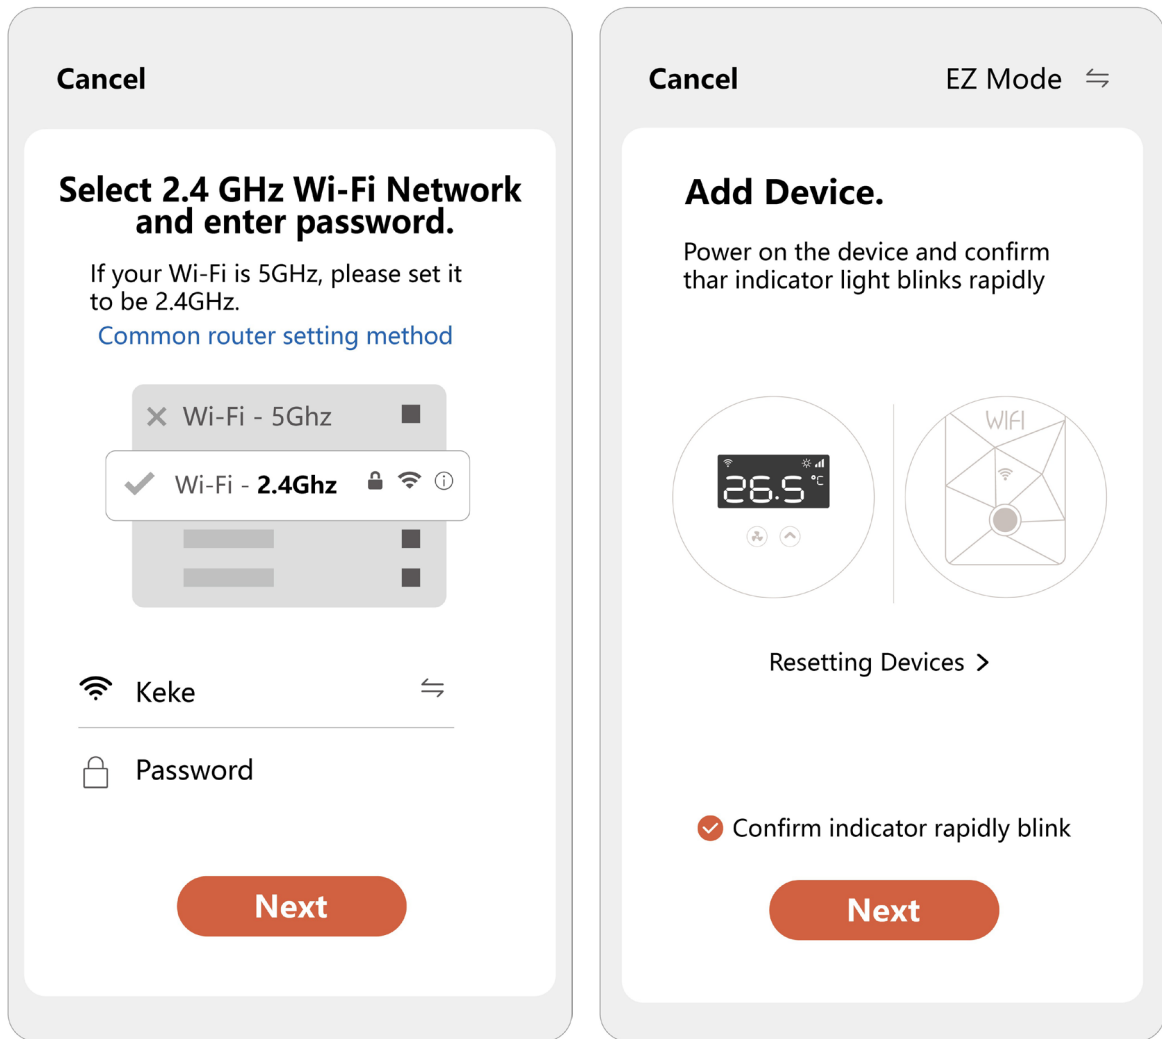 Cancel
Select 2.4 GHz Wi-Fi Network
and enter password.
If your Wi-Fi is 5GHz, please set it
to be 2.4GHz.
Common router setting method
Wi-Fi - 5Ghz
Wi-Fi - 2.4Ghz
Keke
Password
Next
Cancel
EZ Mode
Add Device.
Power on the device and confirm
thar indicator light blinks rapidly
26.5 °C
WIFI
Resetting Devices >
Confirm indicator rapidly blink
Next